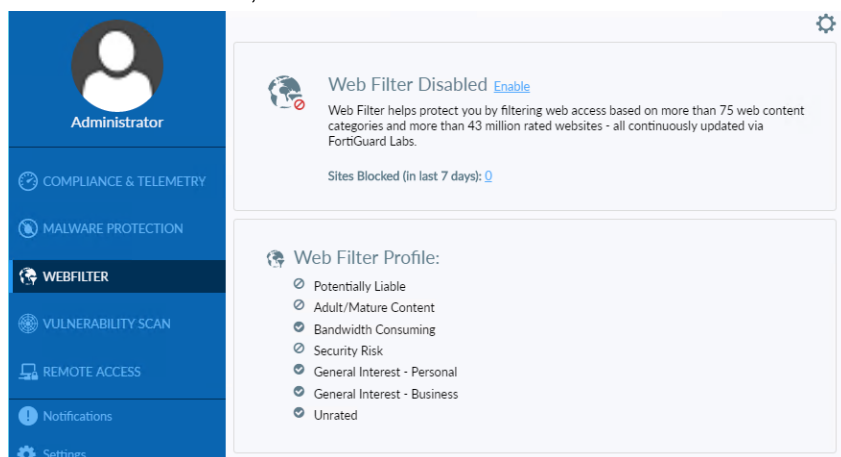 Administrator
COMPLIANCE & TELEMETRY
MALWARE PROTECTION
WEBFILTER
VULNERABILITY SCAN
REMOTE ACCESS
Notifications
Settings
Web Filter Disabled Enable
Web Filter helps protect you by filtering web access based on more than 75 web content
categories and more than 43 million rated websites - all continuously updated via
FortiGuard Labs.
Sites Blocked (in last 7 days): 0
Web Filter Profile:
Potentially Liable
Adult/Mature Content
Bandwidth Consuming
Security Risk
General Interest - Personal
General Interest - Business
Unrated